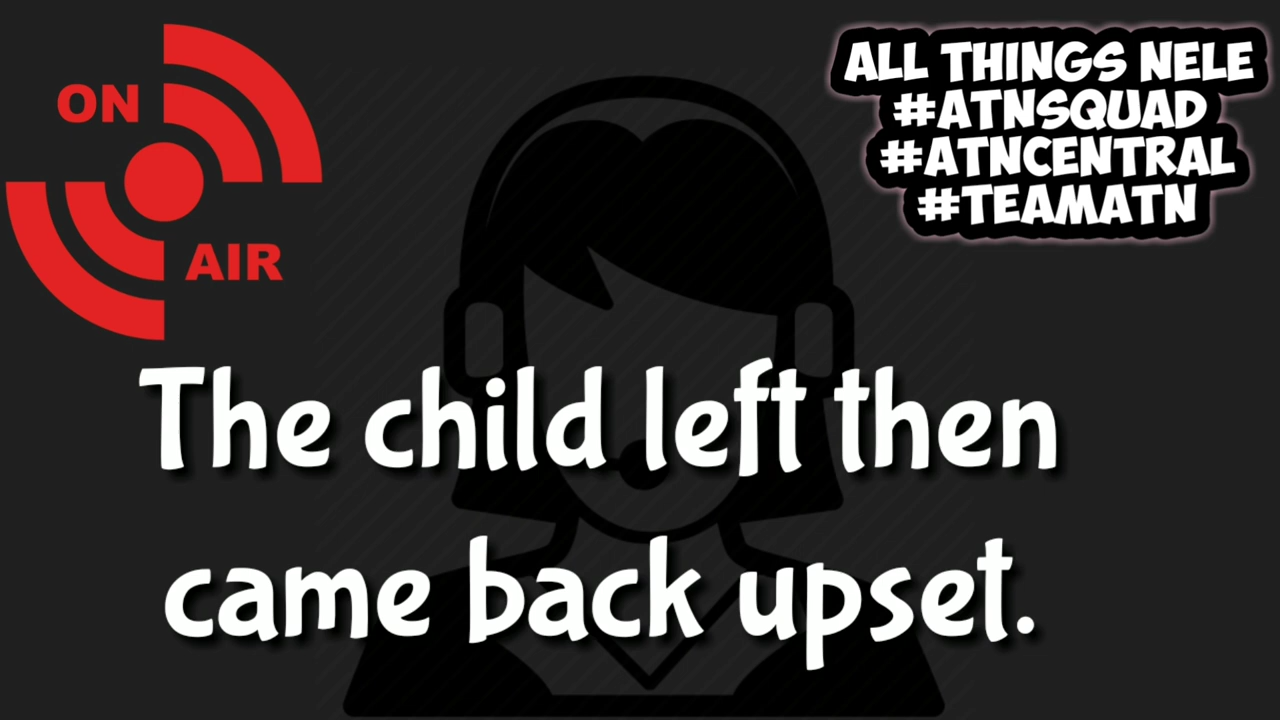 ON
AIR
ALL THINGS NELE
#ATNSQUAD
#ATNCENTRAL
#TEAMATN
The child left then
came back upset.